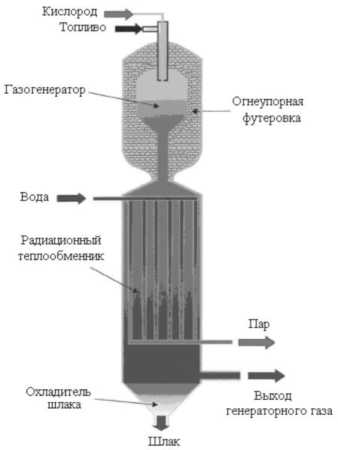 Кислород
Топливо
Газогенератор
Огнеупорная
футеровка
Вода
Радиационный
теплообменник
Пар
Охладитель
шлака
Выход
генераторного газа
Шлак